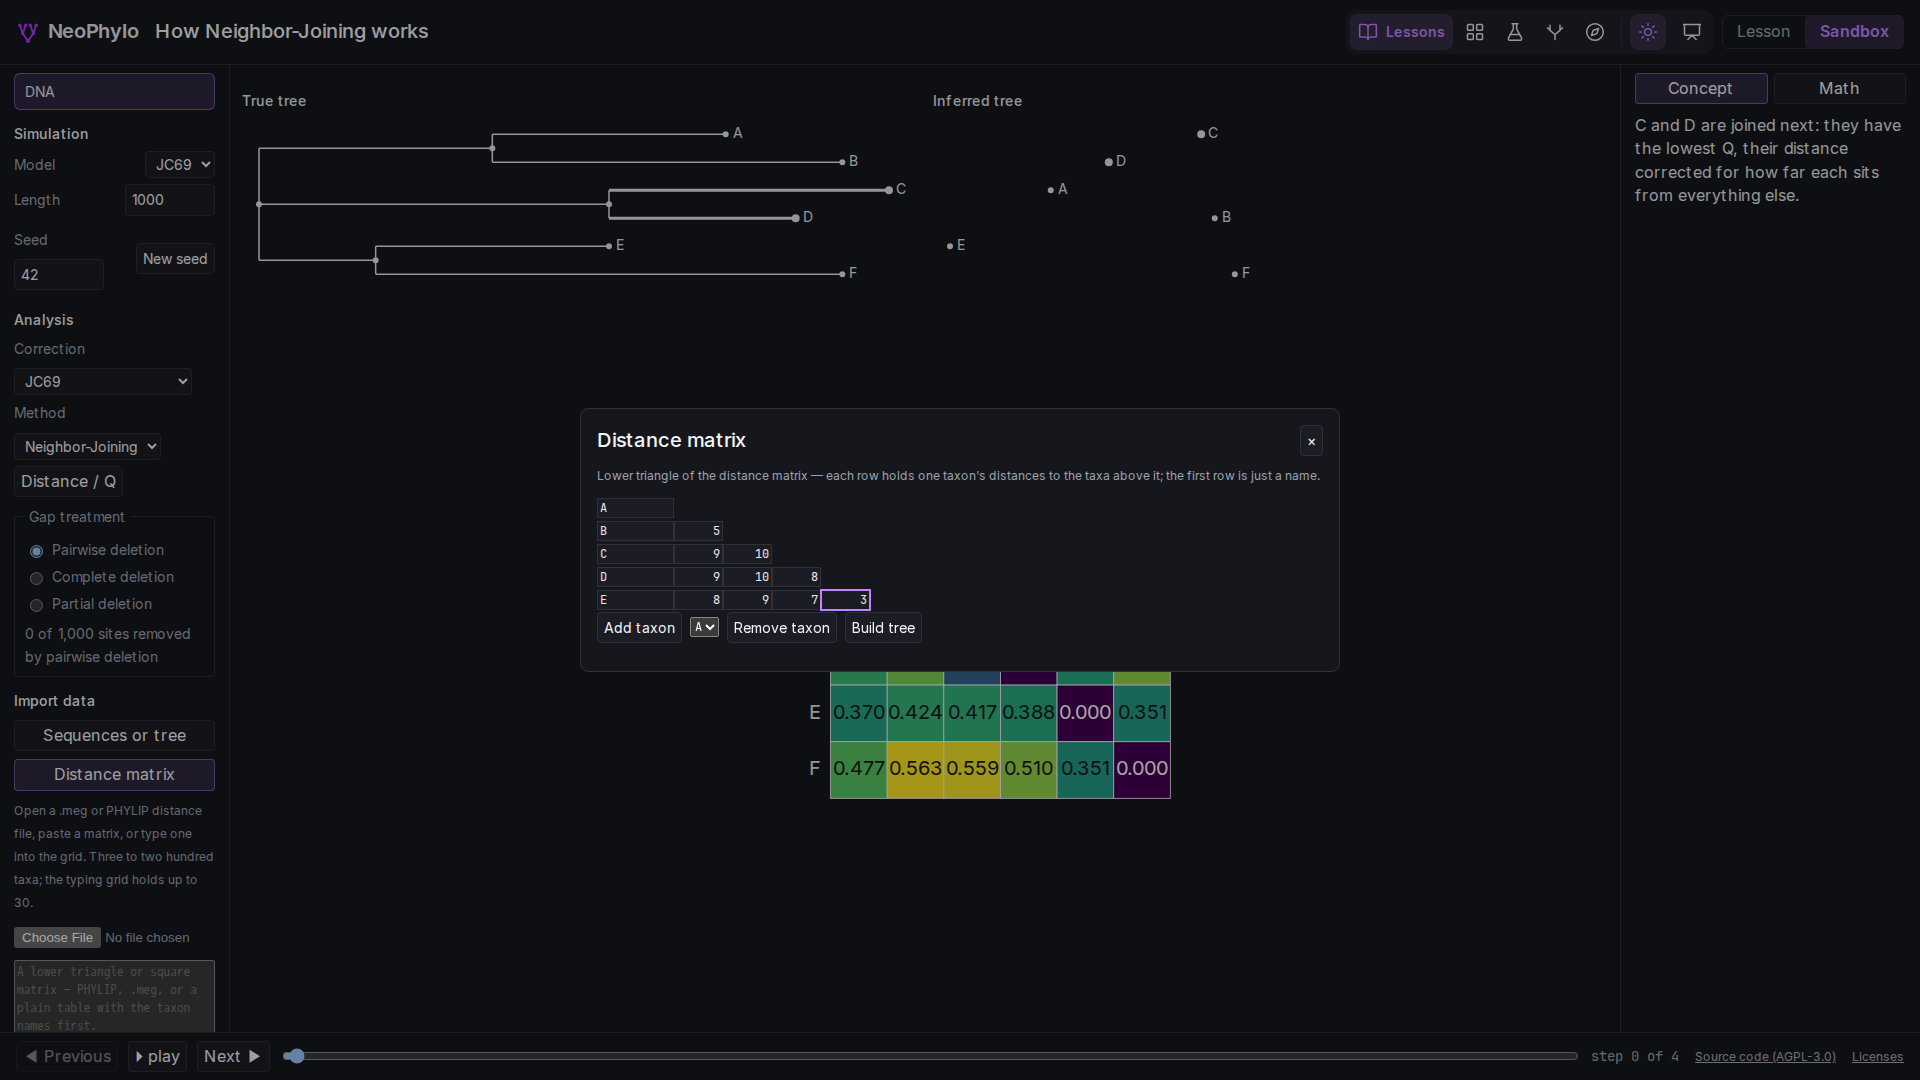 NeoPhylo
How Neighbor-Joining works
Lessons
Lesson
Sandbox
DNA
Simulation
Model
JC69
Length
1000
Seed
42
New seed
Analysis
Correction
JC69
Method
Neighbor-Joining
Distance / Q
Gap treatment
Pairwise deletion
Complete deletion
Partial deletion
0 of 1,000 sites removed
by pairwise deletion
Import data
Sequences or tree
Distance matrix
Open a .meg or PHYLIP distance
file, paste a matrix, or type one
into the grid. Three to two hundred
taxa; the typing grid holds up to
30.
Choose File No file chosen
A lower triangle or square
matrix — PHYLIP, .meg, or a
plain table with the taxon
names first.
True tree
A
B
C
D
E
F
Inferred tree
C
D
A
B
E
F
Distance matrix
×
Lower triangle of the distance matrix — each row holds one taxon's distances to the taxa above it; the first row is just a name.
A
B 5
C 9 10
D 9 10 8
E 8 9 7 3
Add taxon A Remove taxon Build tree
E 0.370 0.424 0.417 0.388 0.000 0.351
F 0.477 0.563 0.559 0.510 0.351 0.000
Concept
Math
C and D are joined next: they have
the lowest Q, their distance
corrected for how far each sits
from everything else.
Previous
play
Next
step 0 of 4
Source code (AGPL-3.0)
Licenses